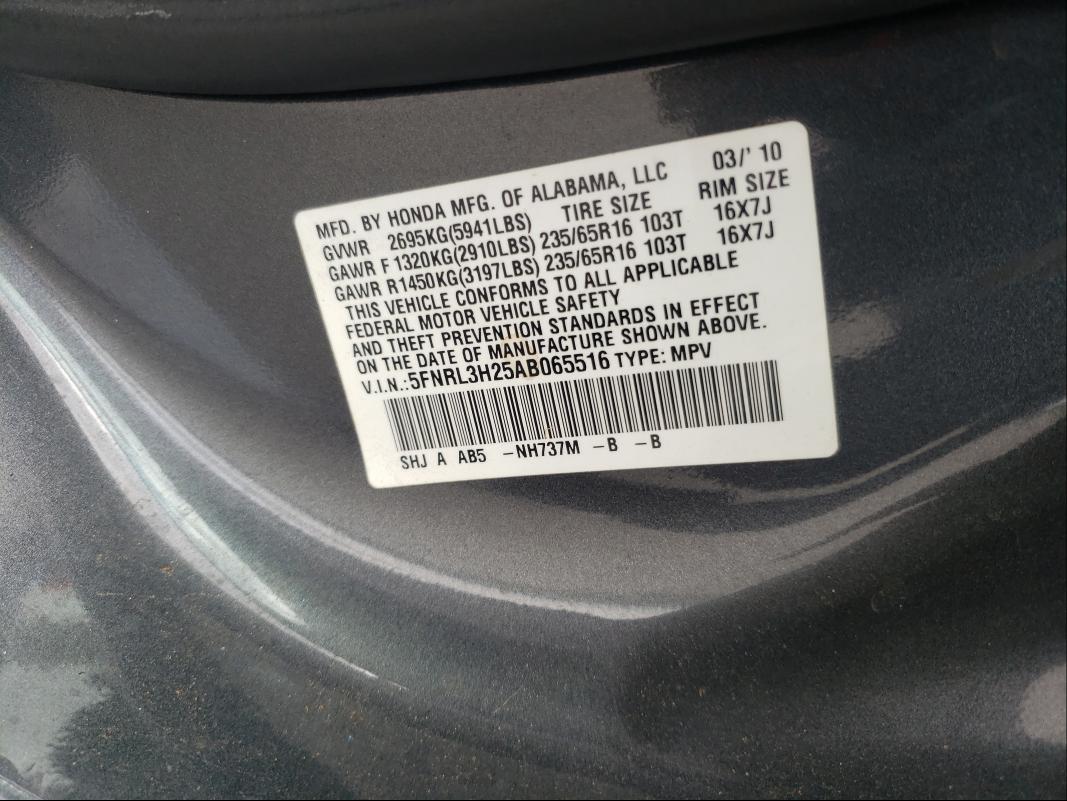 MFD. BY HONDA MFG. OF ALABAMA, LLC 03/' 10
GVWR 2695KG(5941LBS) TIRE SIZE RIM SIZE
GAWR F 1320KG(2910LBS) 235/65R16 103T 16X7J
GAWR R1450KG(3197LBS) 235/65R16 103T 16X7J
THIS VEHICLE CONFORMS TO ALL APPLICABLE
FEDERAL MOTOR VEHICLE SAFETY
AND THEFT PREVENTION STANDARDS IN EFFECT
ON THE DATE OF MANUFACTURE SHOWN ABOVE.
V.I.N.:5FNRL3H25AB065516 TYPE: MPV
SHJ A AB5 -NH737M -B -B